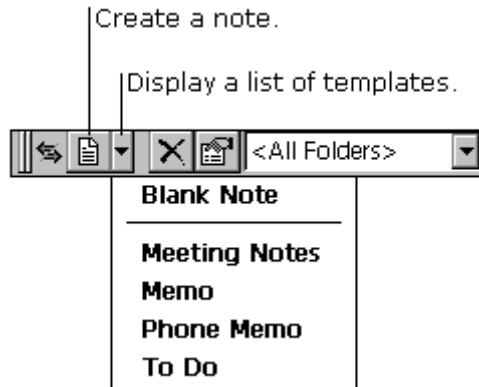 Create a note.
Display a list of templates.
<All Folders>
Blank Note
Meeting Notes
Memo
Phone Memo
To Do